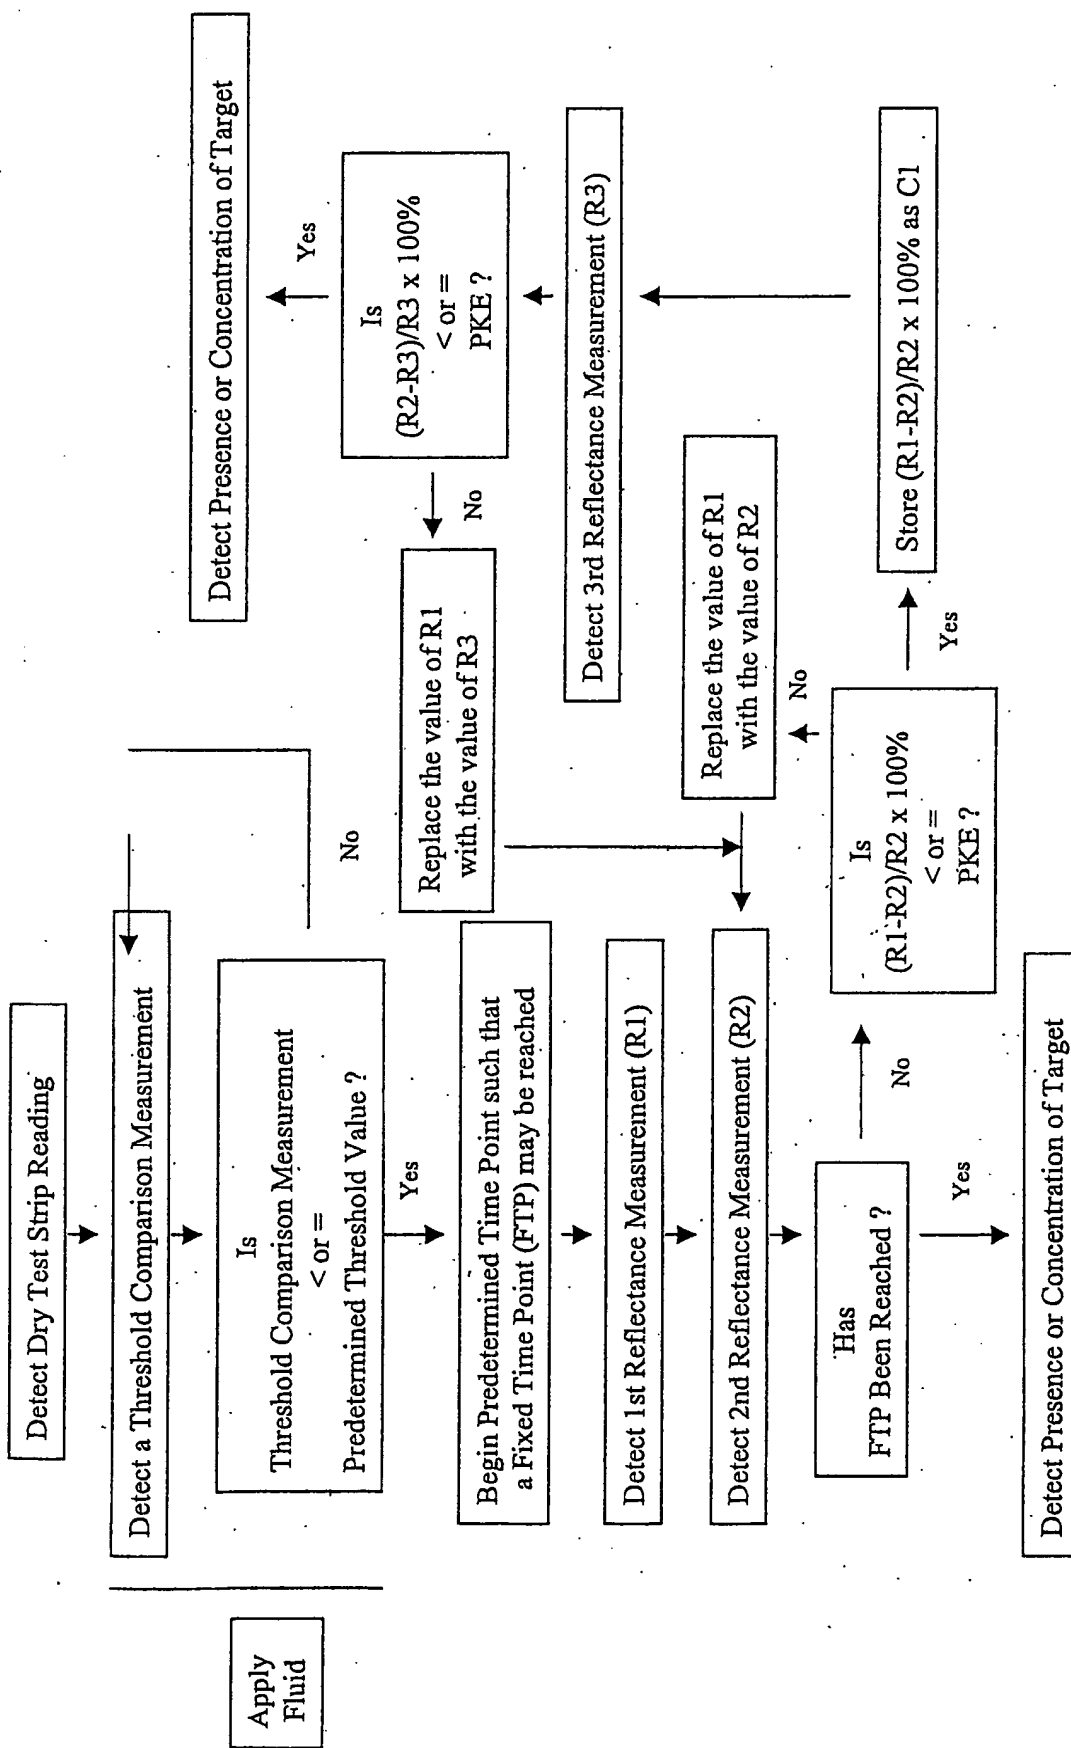 Detect Dry Test Strip Reading
Detect a Threshold Comparison Measurement
Apply
Fluid
Is
Threshold Comparison Measurement
< or =
Predetermined Threshold Value ?
No
Yes
Begin Predetermined Time Point such that
a Fixed Time Point (FTP) may be reached
Detect 1st Reflectance Measurement (R1)
Detect 2nd Reflectance Measurement (R2)
Has
FTP Been Reached ?
Yes
Detect Presence or Concentration of Target
No
Is
(R1-R2)/R2 x 100%
< or =
PKE ?
No
Replace the value of R1
with the value of R2
Yes
Store (R1-R2)/R2 x 100% as C1
Detect 3rd Reflectance Measurement (R3)
Is
(R2-R3)/R3 x 100%
< or =
PKE ?
No
Replace the value of R1
with the value of R3
Yes
Detect Presence or Concentration of Target